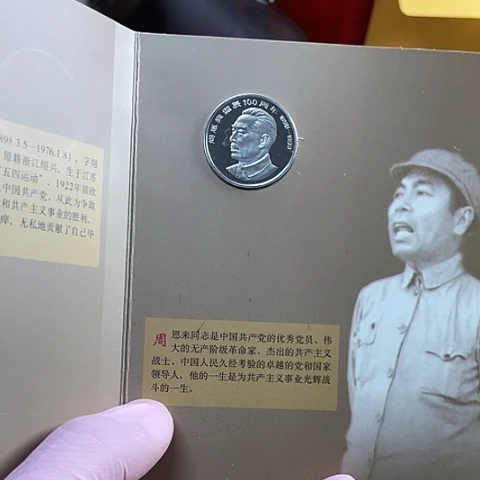 898.3.5—1976.1.8),字翔
原籍浙江绍兴,生于江苏
五四运动”。1922年
中国共产党,从此为争取
和共产主义事业的胜利,
瘁,无私地贡献了自己毕
周恩来诞辰100周年
周恩来同志是中国共产党的优秀党员、伟
大的无产阶级革命家、杰出的共产主义
战士、中国人民久经考验的卓越的党和国家
领导人,他的一生是为共产主义事业光辉战
斗的一生。